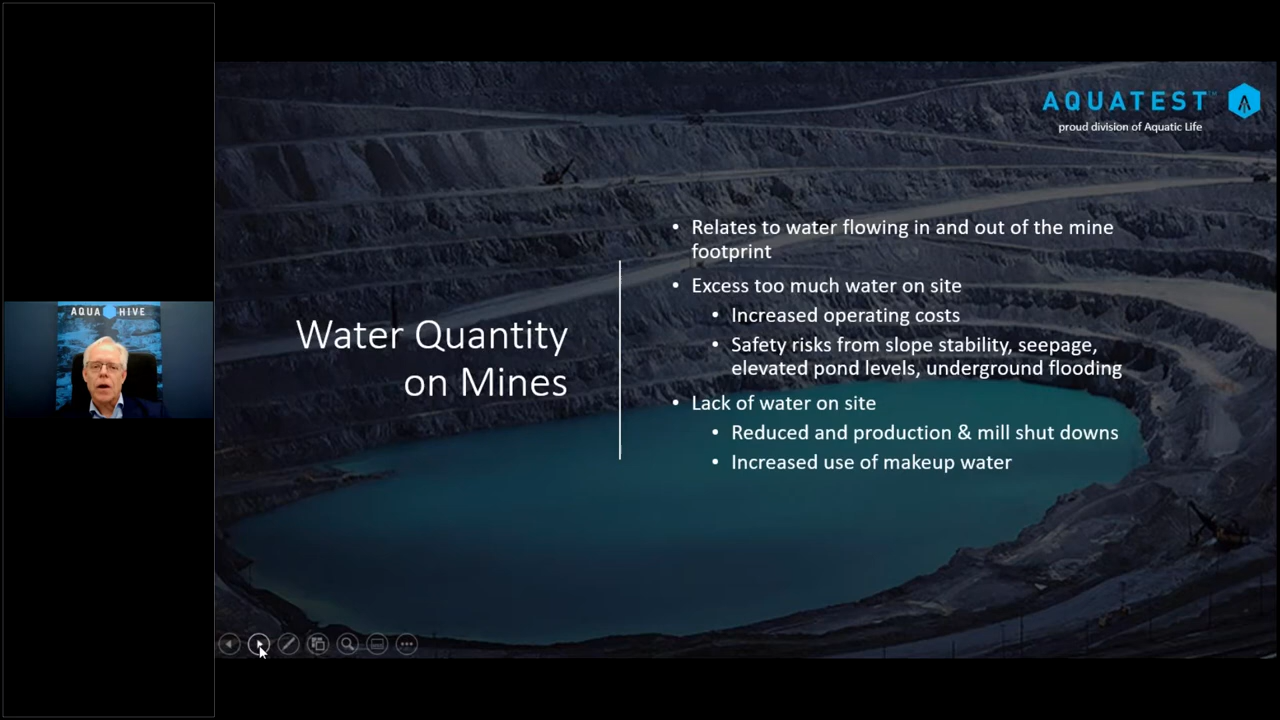 AQUATEST™
proud division of Aquatic Life
AQUA HIVE
Water Quantity
on Mines
• Relates to water flowing in and out of the mine
footprint
• Excess too much water on site
• Increased operating costs
• Safety risks from slope stability, seepage,
elevated pond levels, underground flooding
• Lack of water on site
• Reduced and production & mill shut downs
• Increased use of makeup water